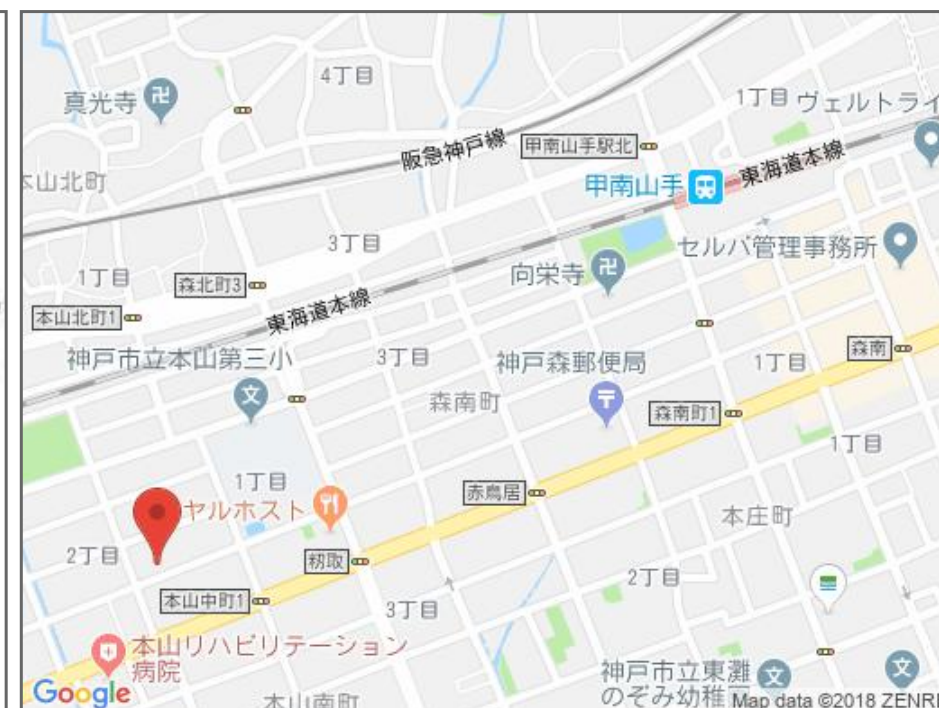 4丁目
真光寺
1丁目 ヴェルトライ
阪急神戸線
甲南山手駅北
東海道本線
本山北町
甲南山手
3丁目
セルバ管理事務所
向栄寺
1丁目
森北町3
本山北町1
東海道本線
神戸市立本山第三小
3丁目
神戸森郵便局
1丁目
森南
森南町
森南町1
1丁目
1丁目
赤鳥居
ヤルホスト
本庄町
2丁目
籾取
2丁目
本山中町1
3丁目
本山リハビリテーション
病院
神戸市立東灘
のぞみ幼稚
Google
本山南町
Map data ©2018 ZENRI